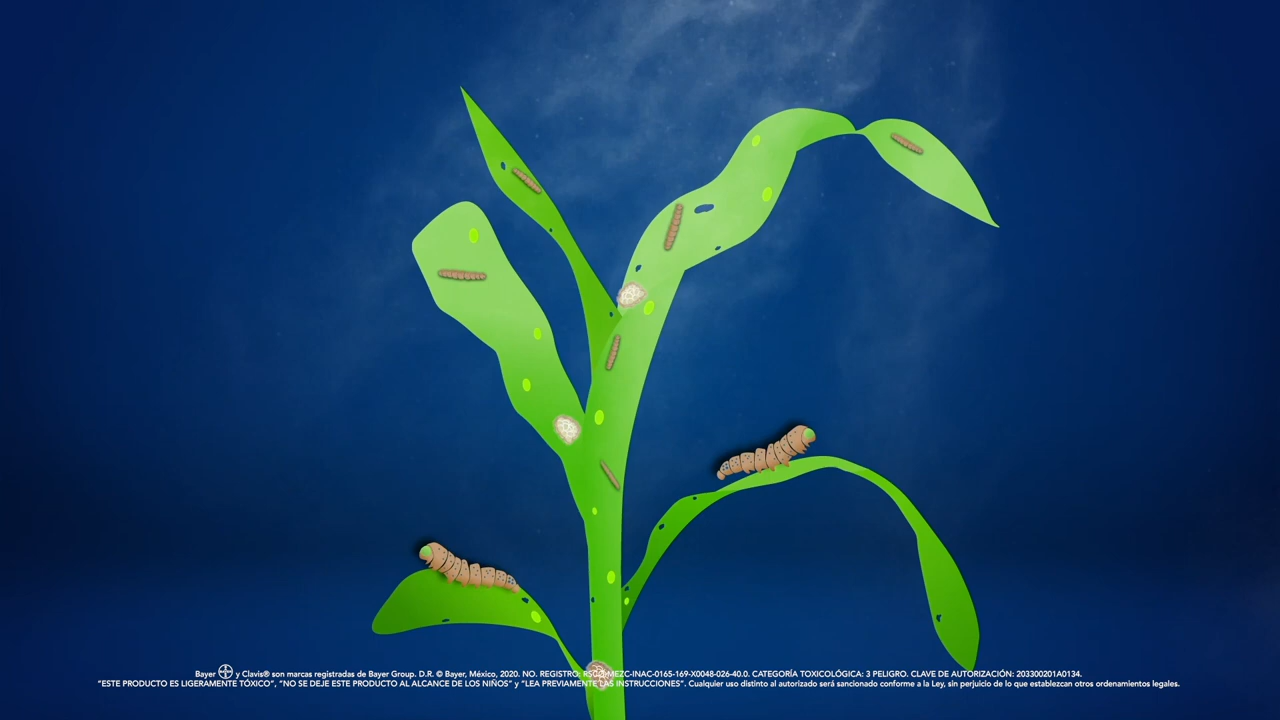 Bayer y Clavis® son marcas registradas de Bayer Group. D.R. © Bayer, México, 2020. NO. REGISTRO: RSCO-MEZC-INAC-0165-169-X0048-026-40.0. CATEGORÍA TOXICOLÓGICA: 3 PELIGRO. CLAVE DE AUTORIZACIÓN: 203300201A0134.
“ESTE PRODUCTO ES LIGERAMENTE TÓXICO”, “NO SE DEJE ESTE PRODUCTO AL ALCANCE DE LOS NIÑOS” y “LEA PREVIAMENTE LAS INSTRUCCIONES”. Cualquier uso distinto al autorizado será sancionado conforme a la Ley, sin perjuicio de lo que establezcan otros ordenamientos legales.